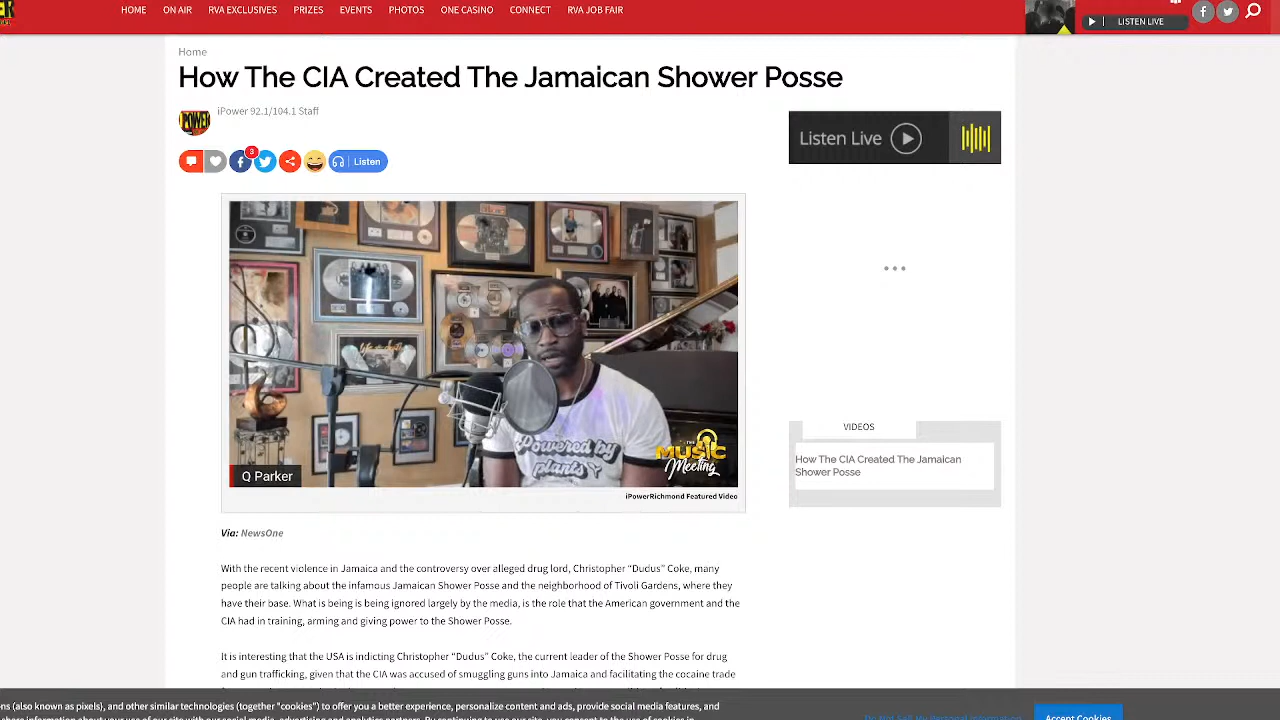 HOME ON AIR RVA EXCLUSIVES PRIZES EVENTS PHOTOS ONE CASINO CONNECT RVA JOB FAIR
LISTEN LIVE
Home
How The CIA Created The Jamaican Shower Posse
iPower 92.1/104.1 Staff
POWER
3
Listen
Listen Live
Powered by
plants
THE
MUSIC
Meeting
Q Parker
iPowerRichmond Featured Video
VIDEOS
How The CIA Created The Jamaican
Shower Posse
Via: NewsOne
With the recent violence in Jamaica and the controversy over alleged drug lord, Christopher “Dudus” Coke, many
people are talking about the infamous Jamaican Shower Posse and the neighborhood of Tivoli Gardens, where they
have their base. What is being is being ignored largely by the media, is the role that the American government and the
CIA had in training, arming and giving power to the Shower Posse.
It is interesting that the USA is indicting Christopher “Dudus” Coke, the current leader of the Shower Posse for drug
and gun trafficking, given that the CIA was accused of smuggling guns into Jamaica and facilitating the cocaine trade
ons (also known as pixels), and other similar technologies (together "cookies") to offer you a better experience, personalize content and ads, provide social media features, and
Do Not Sell My Personal Information
Accept Cookies